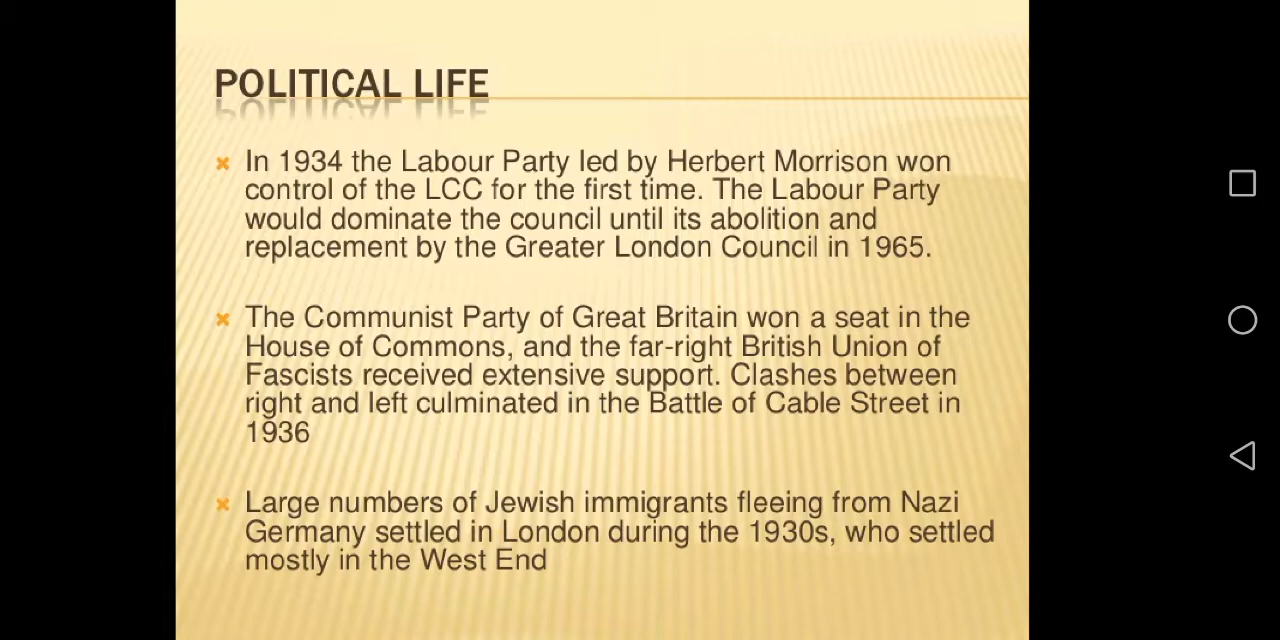 POLITICAL LIFE
In 1934 the Labour Party led by Herbert Morrison won
control of the LCC for the first time. The Labour Party
would dominate the council until its abolition and
replacement by the Greater London Council in 1965.
The Communist Party of Great Britain won a seat in the
House of Commons, and the far-right British Union of
Fascists received extensive support. Clashes between
right and left culminated in the Battle of Cable Street in
1936
Large numbers of Jewish immigrants fleeing from Nazi
Germany settled in London during the 1930s, who settled
mostly in the West End